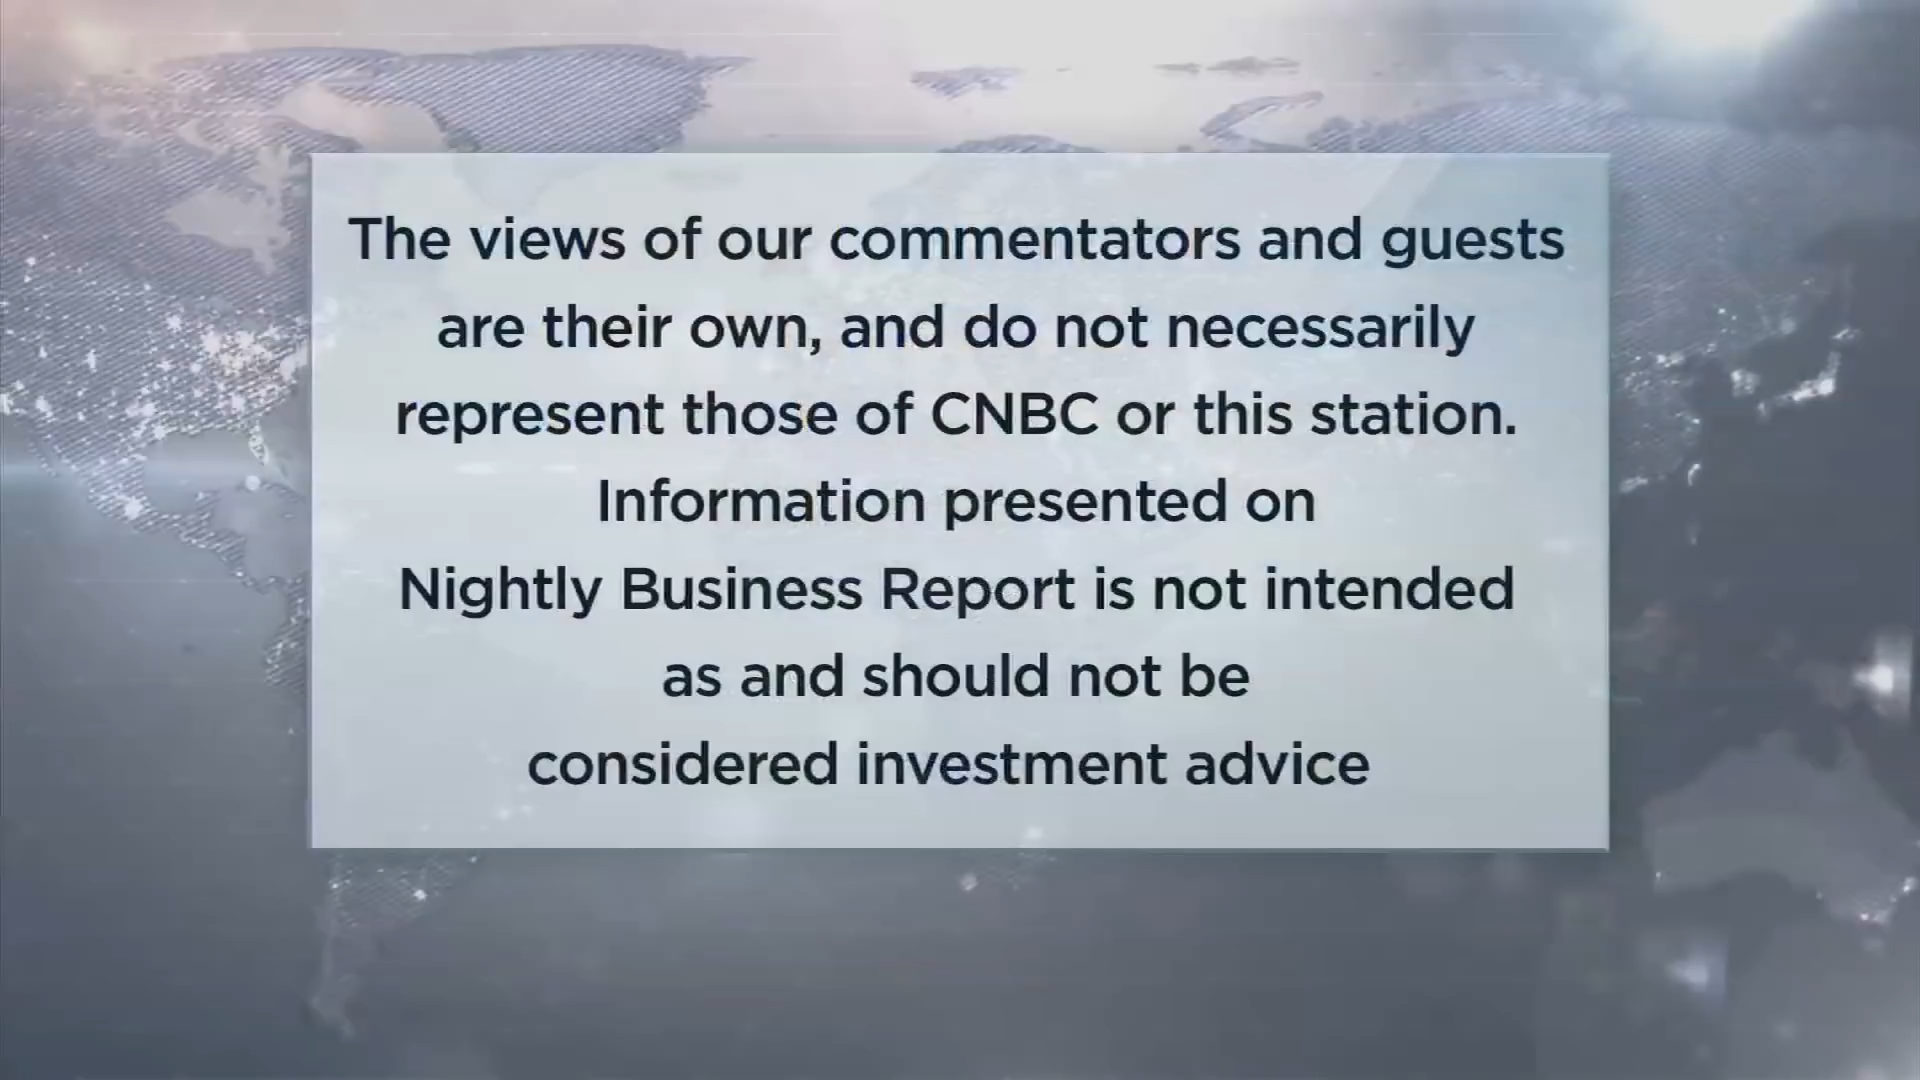 The views of our commentators and guests
are their own, and do not necessarily
represent those of CNBC or this station.
Information presented on
Nightly Business Report is not intended
as and should not be
considered investment advice